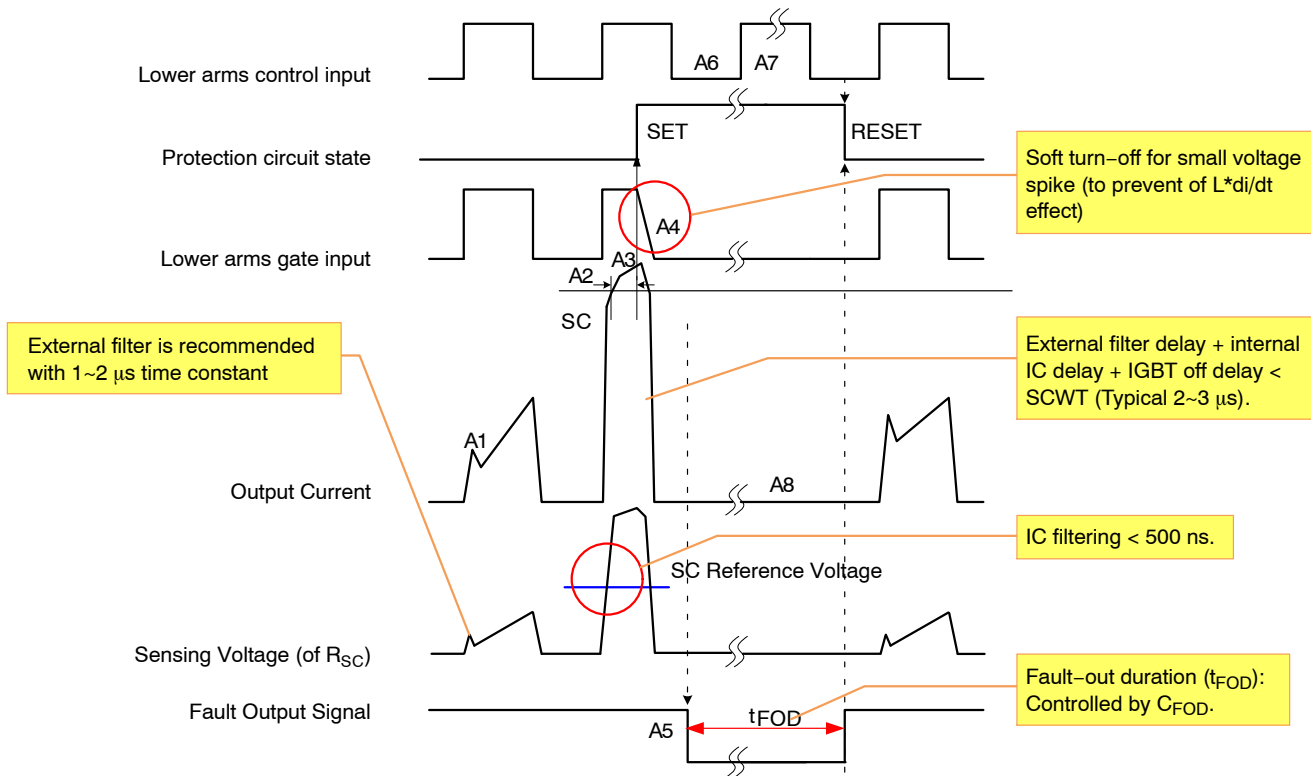 A6
A7
Lower arms control input
SET
RESET
Protection circuit state
Soft turn−off for small voltage
spike (to prevent of L*di/dt
effect)
A4
Lower arms gate input
A3
A2
SC
External filter is recommended
with 1~2 μs time constant
External filter delay + internal
IC delay + IGBT off delay <
SCWT (Typical 2~3 μs).
A1
Output Current
A8
IC filtering < 500 ns.
SC Reference Voltage
Sensing Voltage (of RSC)
Fault−out duration (tFOD):
Controlled by CFOD.
Fault Output Signal
A5
tFOD